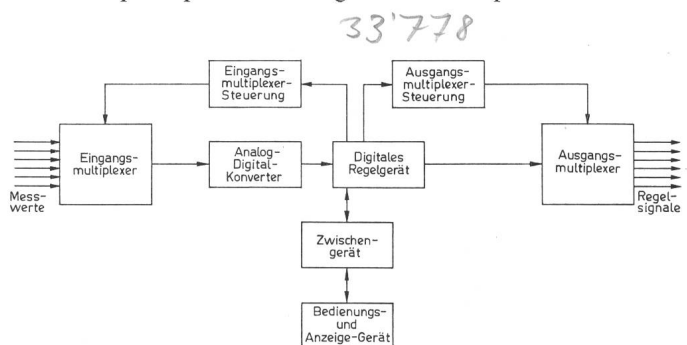 33'778
Eingangs-
multiplexer-
Steuerung
Ausgangs-
multiplexer-
Steuerung
Eingangs-
multiplexer
Analog-
Digital-
Konverter
Digitales
Regelgerät
Ausgangs-
multiplexer
Mess-
werte
Regel-
signale
Zwischen-
gerät
Bedienungs-
und
Anzeige-Gerät